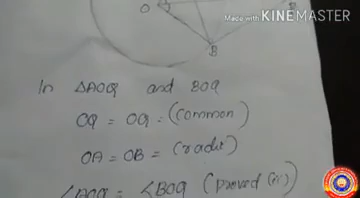 O
B
Made with KINEMASTER
In ΔAOQ and BOQ
OQ = OQ = (common)
OA = OB = (radii)
∠AOQ = ∠BOQ (proved (ii)